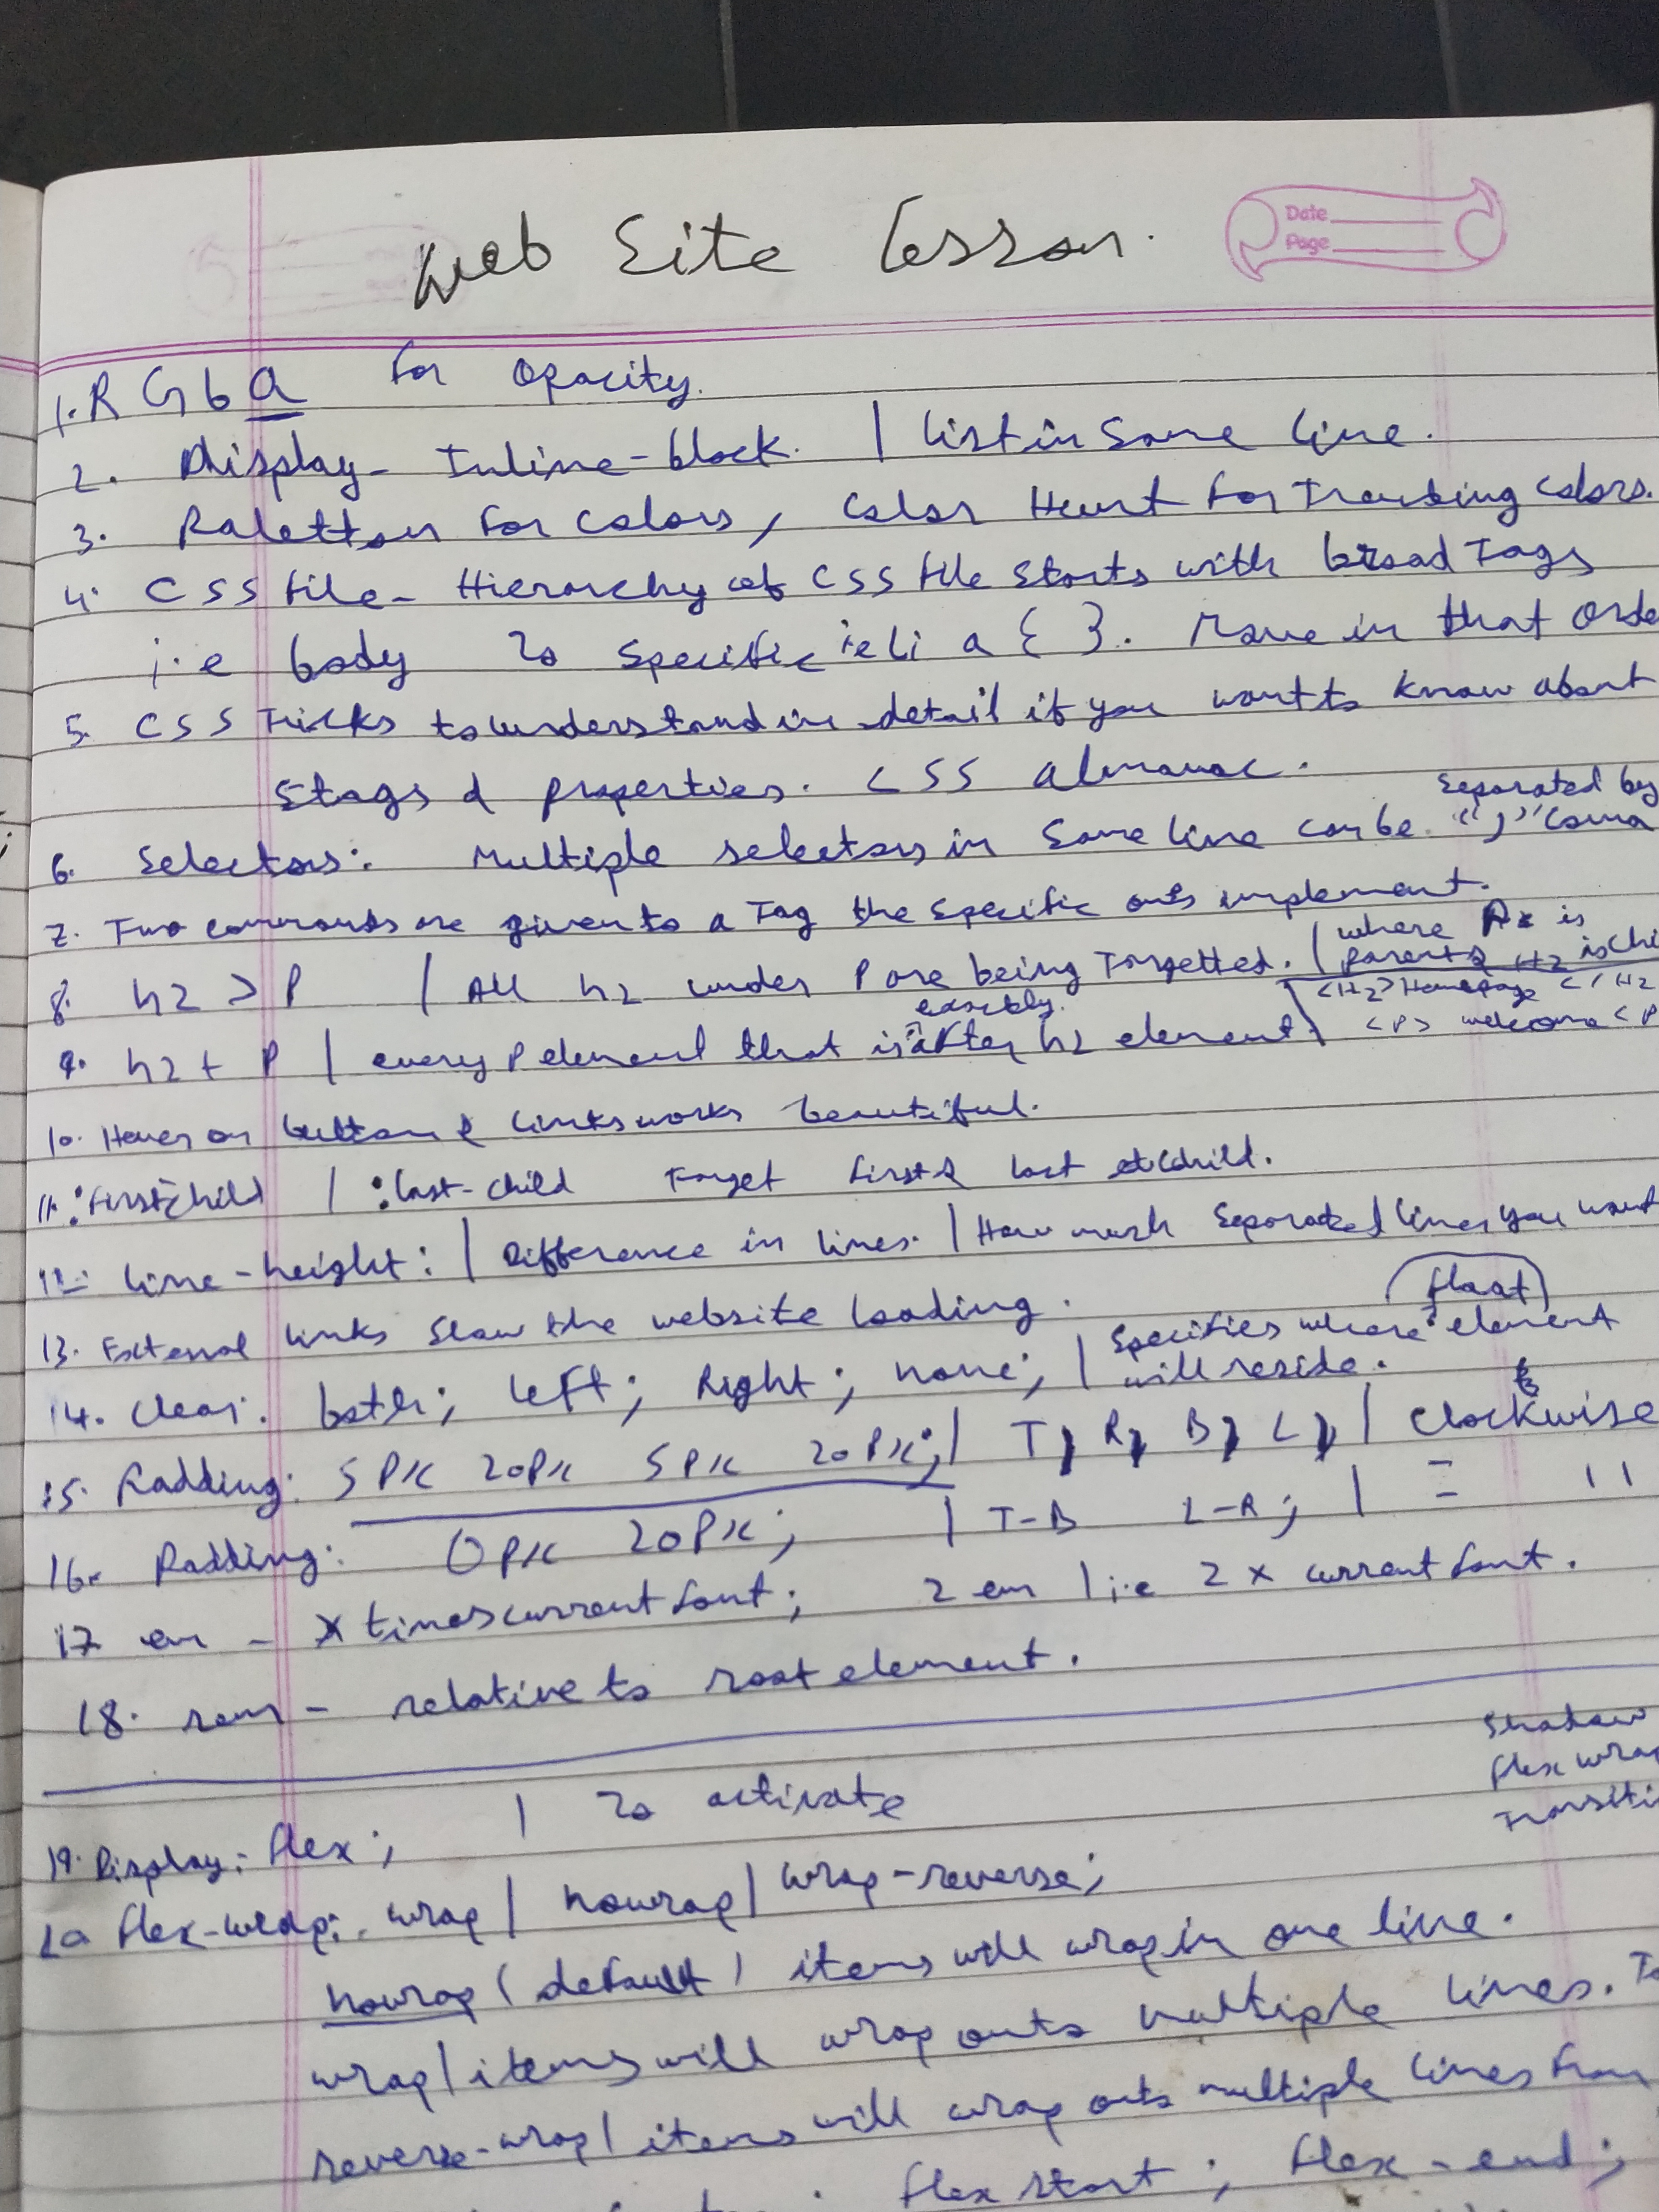 Web Site Lesson.
Date
Page
1. RGba for Opacity.
2. Display - Inline-block. | list in Same line.
3. Paletton for colors, Color for Tracking colors.
4. CSS file - Hierarchy of CSS file starts with broad Tags
i.e body To specific ie li a { }. Move in that Orde
5. CSS Tricks to understand in detail if you want to know about
Stags & properties. CSS almanac.
6. Selectors: Multiple selectors in Same line can be Separated by "," Coma
7. Two commands are given to a Tag the Specific outs implement.
8. h2 > P | All h2 under P are being Targetted. | where is parent & H2 is Chi
9. h2 + P | every P element that is after h2 element
<H2> Homepage </H2
<P> welcome <P
10. Hover on button & links works beautiful.
11. :first-child | :last-child Target first & last child.
12. line-height: | Difference in lines. | How much Separated lines you want
13. External links Slow the website loading.
14. Clear: both; left; Right; none; | Specifies where float element
will reside.
15. Padding: 5px 20px 5px 20px; | T, R, B, L, | Clockwise
16. Padding: 0px 20px; | T-B L-R; | = 11
17 em - x times current font; 2 em | i.e 2 x current font.
18. rem - relative to root element.
Shadow
flex wrap
Transiti
19. Display: flex; | To activate
20 flex-wrap: wrap | nowrap | wrap-reverse;
nowrap ( default ) items will wrap in one line.
wrap | items will wrap onto multiple lines. To
reverse-wrap | items will wrap onto multiple lines from
flex start ; flex-end ;